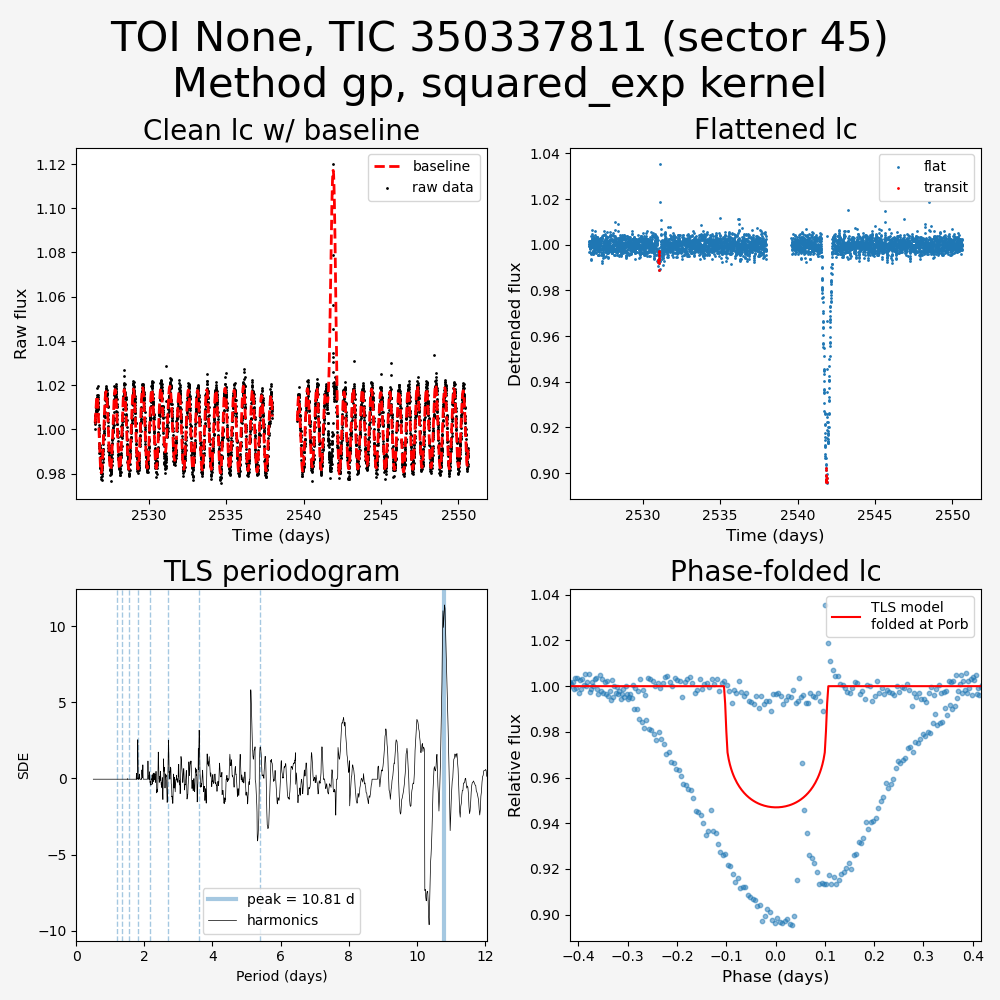 TOI None, TIC 350337811 (sector 45)
Method gp, squared_exp kernel
Clean lc w/ baseline
Raw flux
1.12
1.10
1.08
1.06
1.04
1.02
1.00
0.98
baseline
raw data
2530 2535 2540 2545 2550
Time (days)
Flattened lc
Detrended flux
1.04
1.02
1.00
0.98
0.96
0.94
0.92
0.90
flat
transit
2530 2535 2540 2545 2550
Time (days)
TLS periodogram
SDE
10
5
0
−5
−10
peak = 10.81 d
harmonics
0 2 4 6 8 10 12
Period (days)
Phase-folded lc
Relative flux
1.04
1.02
1.00
0.98
0.96
0.94
0.92
0.90
TLS model
folded at Porb
−0.4 −0.3 −0.2 −0.1 0.0 0.1 0.2 0.3 0.4
Phase (days)